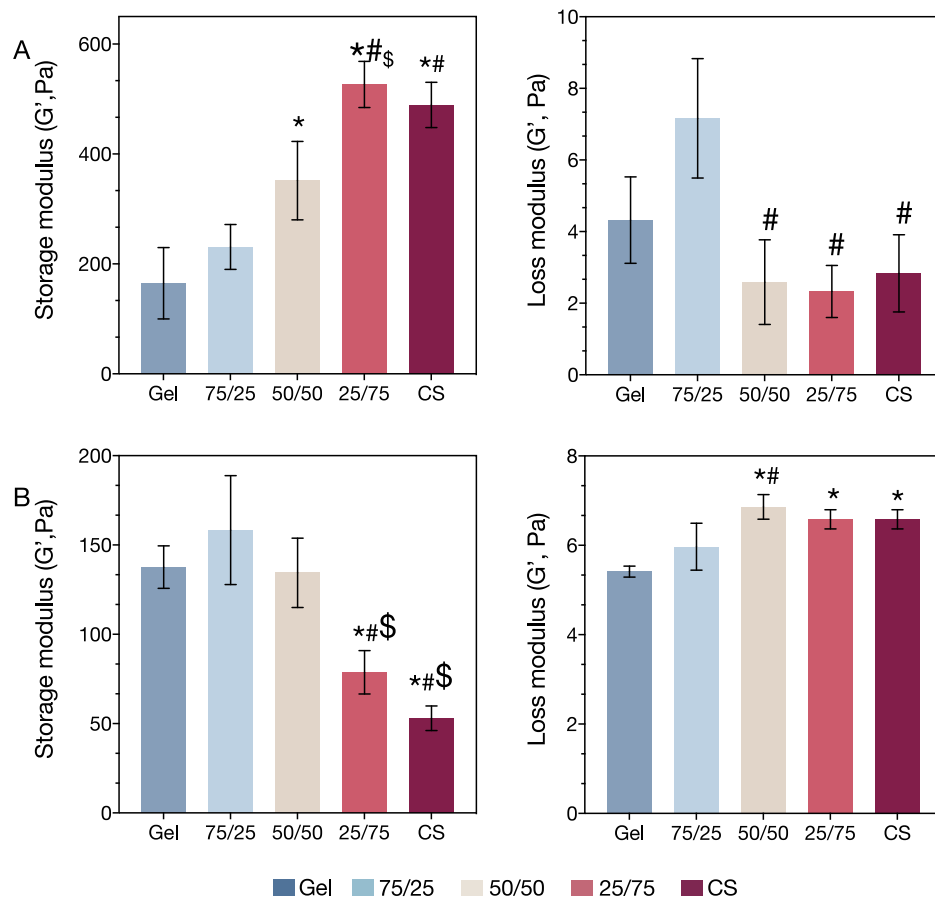 A
Storage modulus (G',Pa)
600
400
200
0
*
*#$
*#
Gel
75/25
50/50
25/75
CS
Loss modulus (G', Pa)
10
8
6
4
2
0
#
#
#
Gel
75/25
50/50
25/75
CS
B
Storage modulus (G',Pa)
200
150
100
50
0
*#$
*#$
Gel
75/25
50/50
25/75
CS
Loss modulus (G', Pa)
8
6
4
2
0
*#
*
*
Gel
75/25
50/50
25/75
CS
Gel 75/25 50/50 25/75 CS